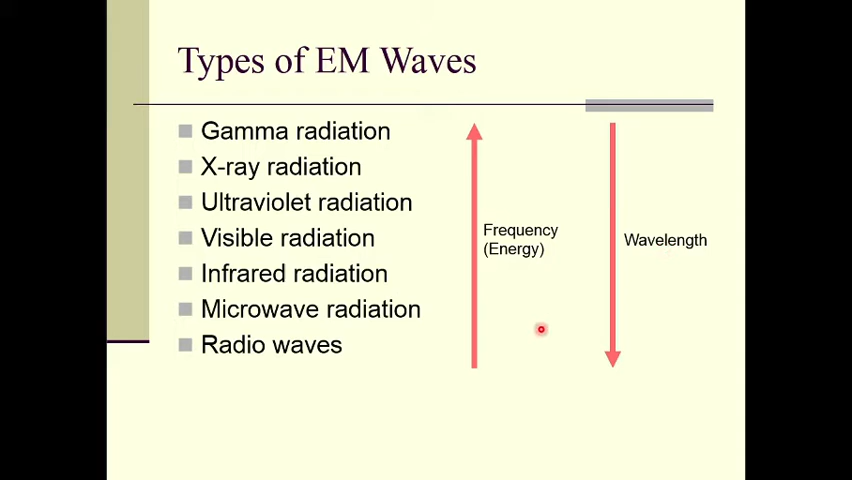 Types of EM Waves
Gamma radiation
X-ray radiation
Ultraviolet radiation
Visible radiation
Infrared radiation
Microwave radiation
Radio waves
Frequency
(Energy)
Wavelength